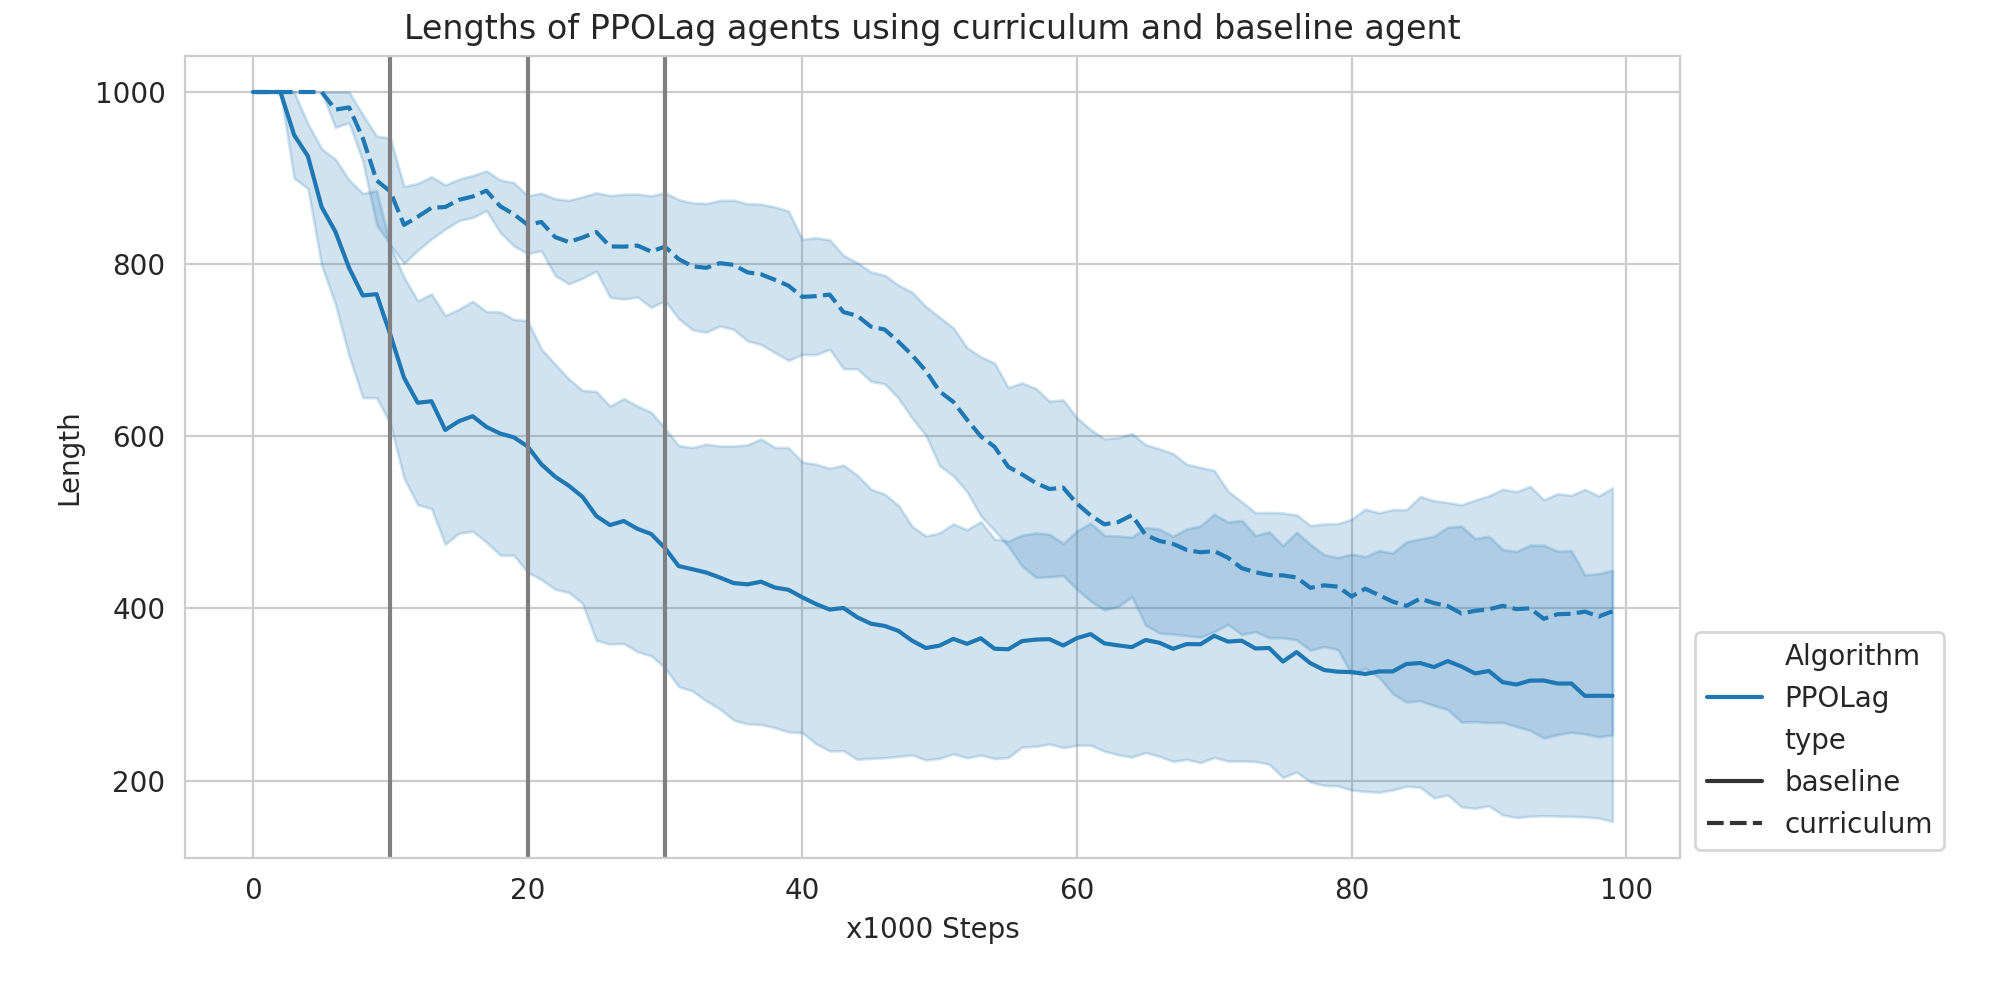 Lengths of PPOLag agents using curriculum and baseline agent
1000
800
600
400
200
Length
0
20
40
60
80
100
x1000 Steps
Algorithm
PPOLag
type
baseline
curriculum